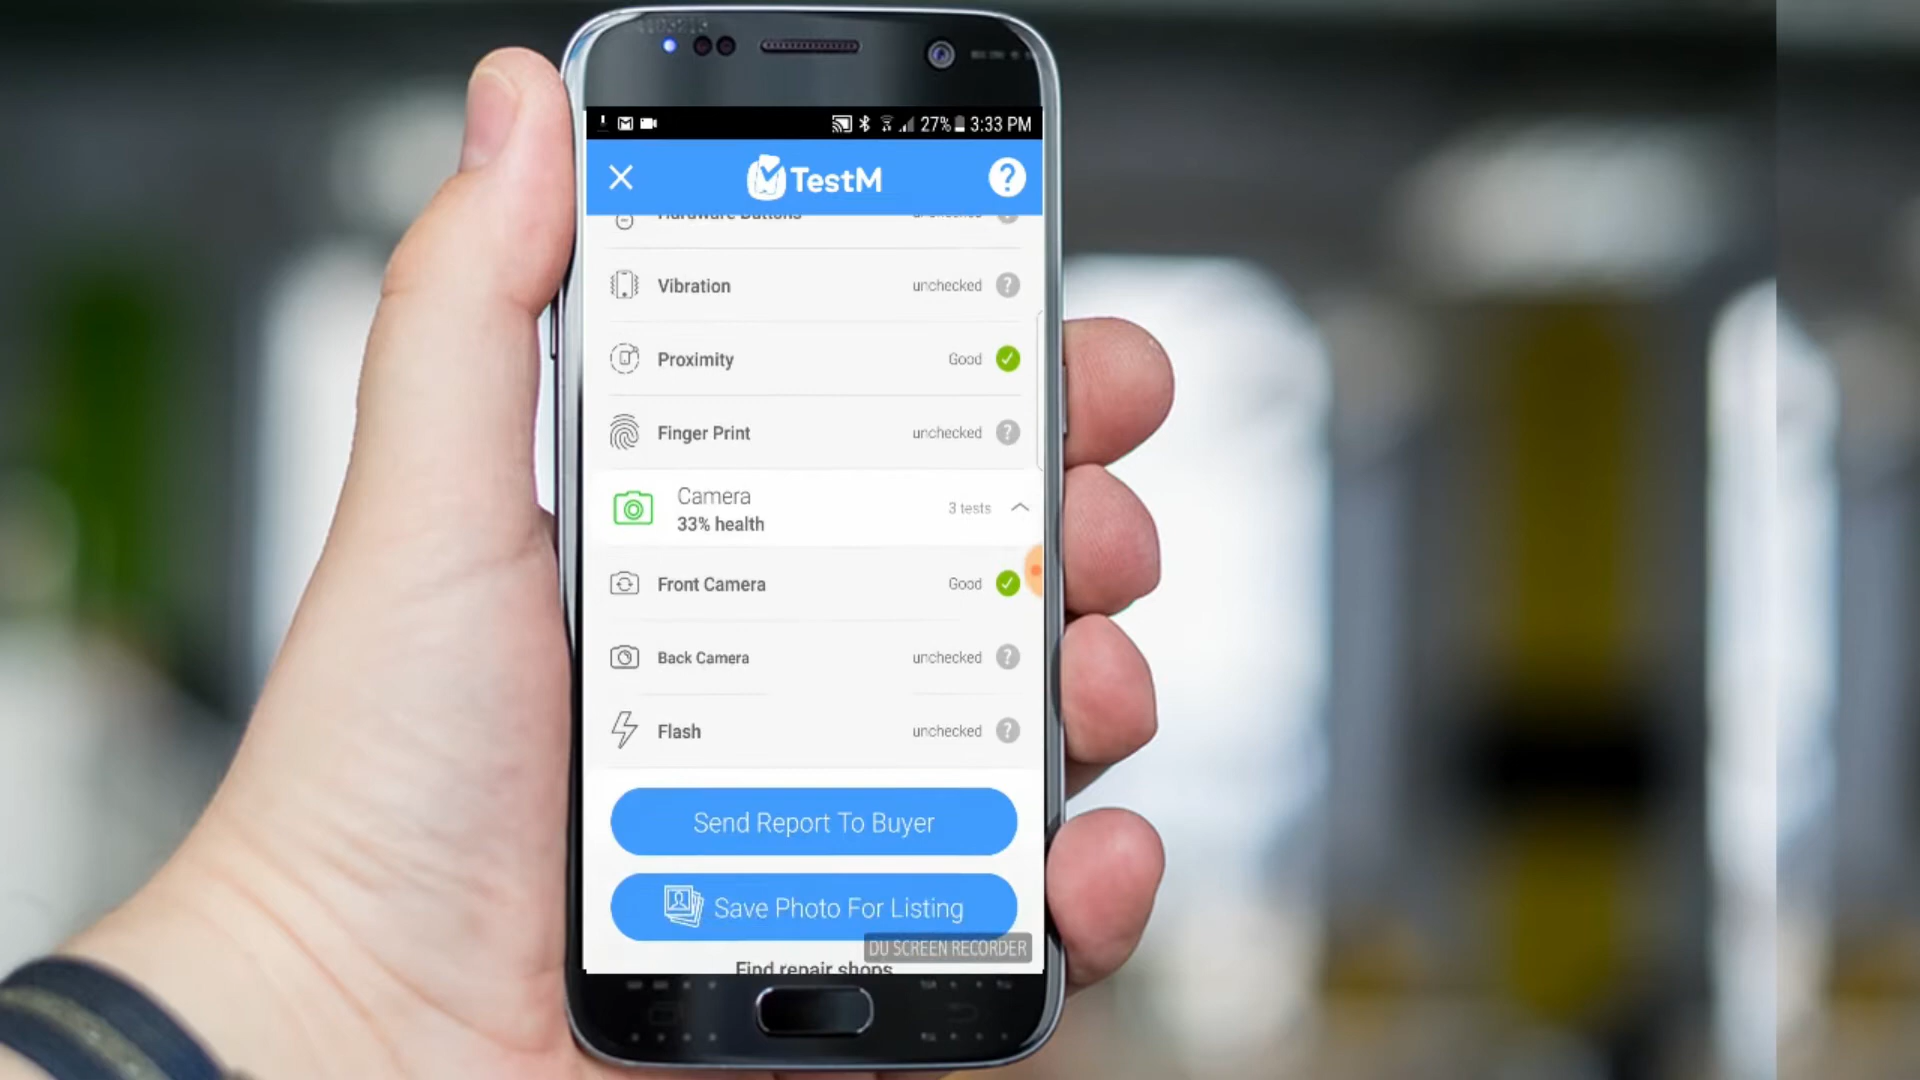 27% 3:33 PM
TestM
?
Hardware Buttons unchecked ?
Vibration unchecked ?
Proximity Good
Finger Print unchecked ?
Camera
33% health
3 tests
Front Camera Good
Back Camera unchecked ?
Flash unchecked ?
Send Report To Buyer
Save Photo For Listing
DU SCREEN RECORDER
Find repair shops